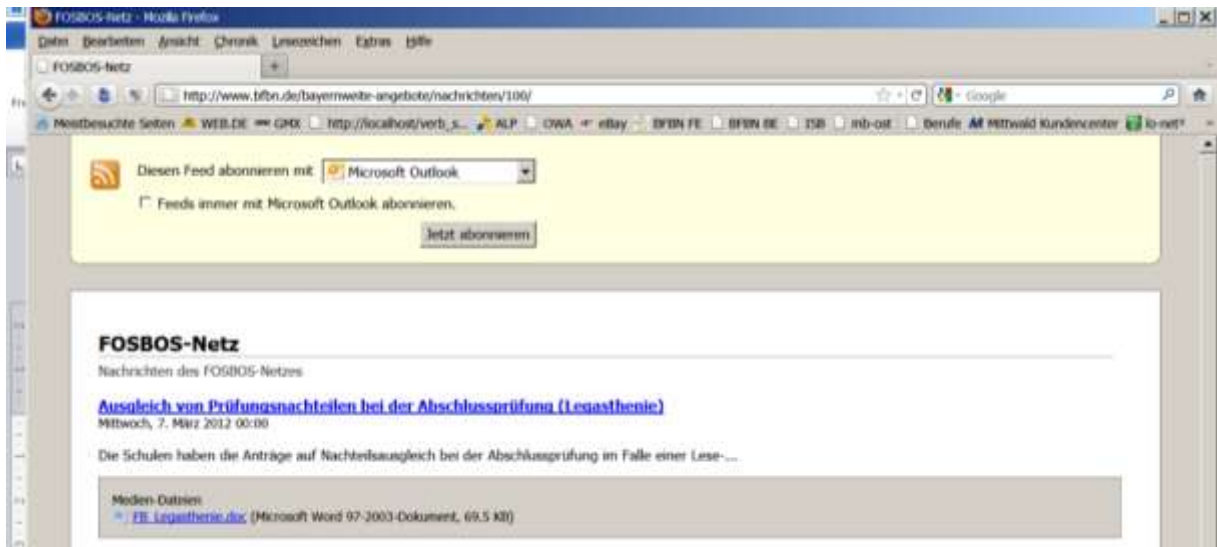 FOSBOS-Netz - Mozilla Firefox
Datei Bearbeiten Ansicht Chronik Lesezeichen Extras Hilfe
FOSBOS-Netz
http://www.bfbn.de/bayernweite-angebote/nachrichten/100/ Google
Meistbesuchte Seiten WEB.DE GMX http://localhost/verb_s... ALP OWA eBay BFBN FE BFBN BE ISB mb-ost Berufe Mittwald Kundencenter lo-net²
Diesen Feed abonnieren mit Microsoft Outlook
Feeds immer mit Microsoft Outlook abonnieren.
Jetzt abonnieren
FOSBOS-Netz
Nachrichten des FOSBOS-Netzes
Ausgleich von Prüfungsnachteilen bei der Abschlussprüfung (Legasthenie)
Mittwoch, 7. März 2012 00:00
Die Schulen haben die Anträge auf Nachteilsausgleich bei der Abschlussprüfung im Falle einer Lese-...
Medien-Dateien
FB_Legasthenie.doc (Microsoft Word 97-2003-Dokument, 69.5 KB)